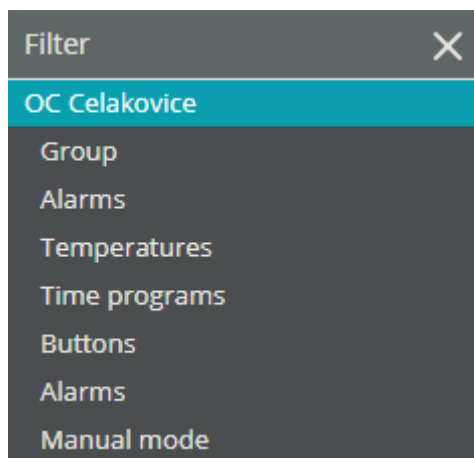 Filter
OC Celakovice
Group
Alarms
Temperatures
Time programs
Buttons
Alarms
Manual mode